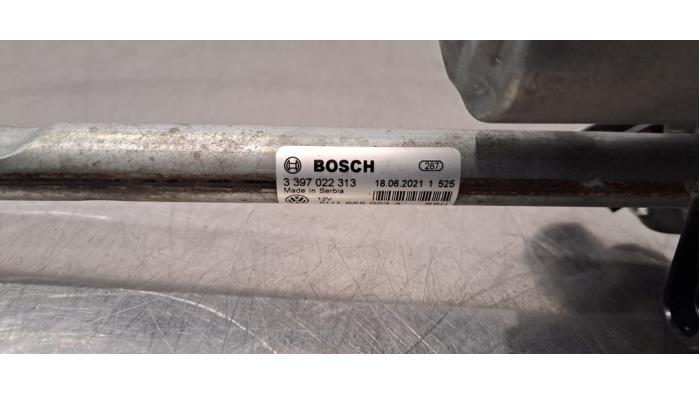 BOSCH 287
3 397 022 313 18.06.2021 1 525
Made in Serbia
12V